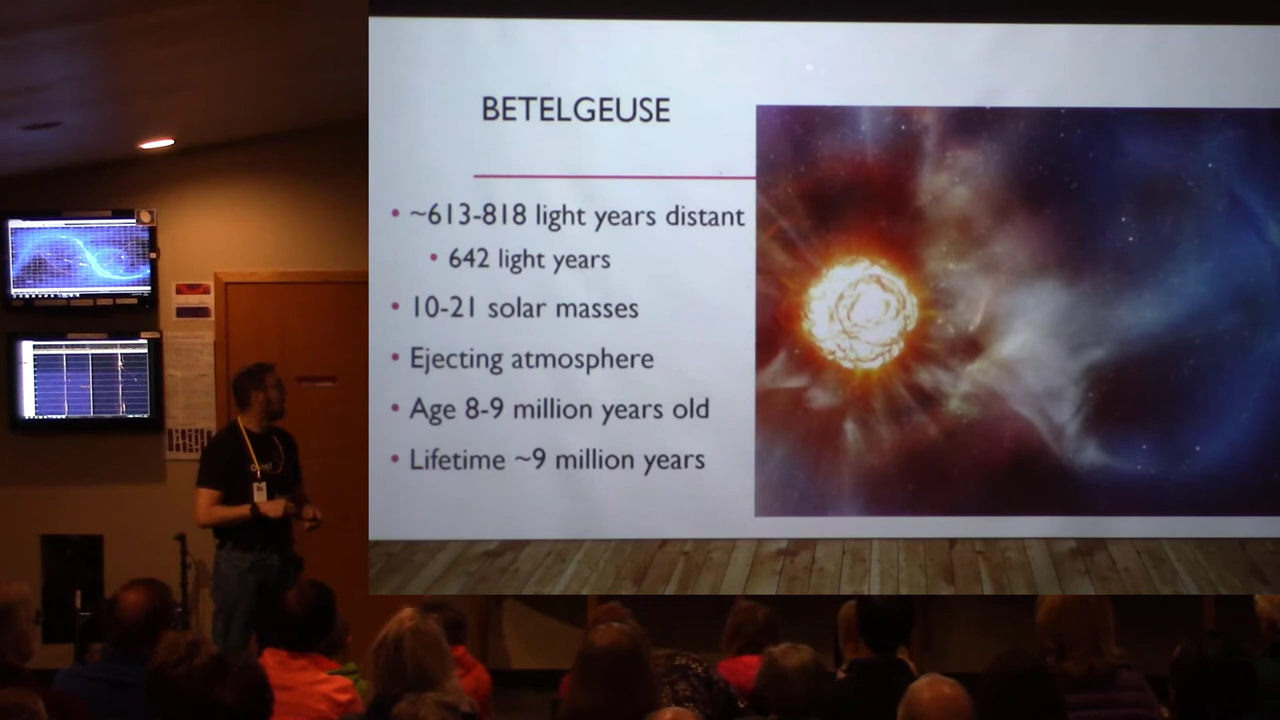 BETELGEUSE
• ~613-818 light years distant
• 642 light years
• 10-21 solar masses
• Ejecting atmosphere
• Age 8-9 million years old
• Lifetime ~9 million years